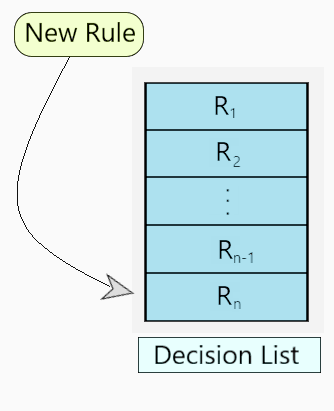 New Rule
R₁
R₂
⋮
Rₙ₋₁
Rₙ
Decision List